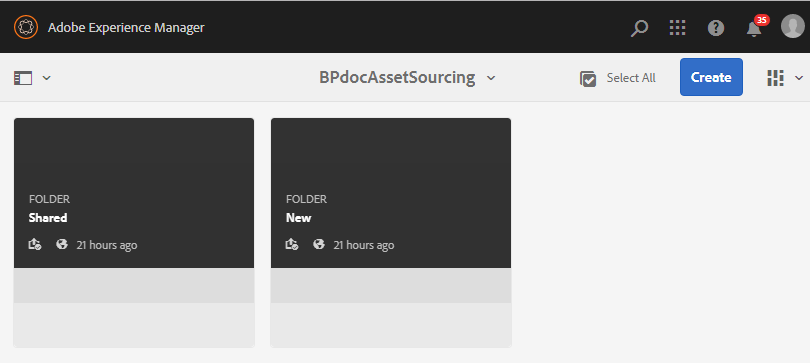 Adobe Experience Manager
? 35
BPdocAssetSourcing Select All Create
FOLDER
Shared
21 hours ago
FOLDER
New
21 hours ago